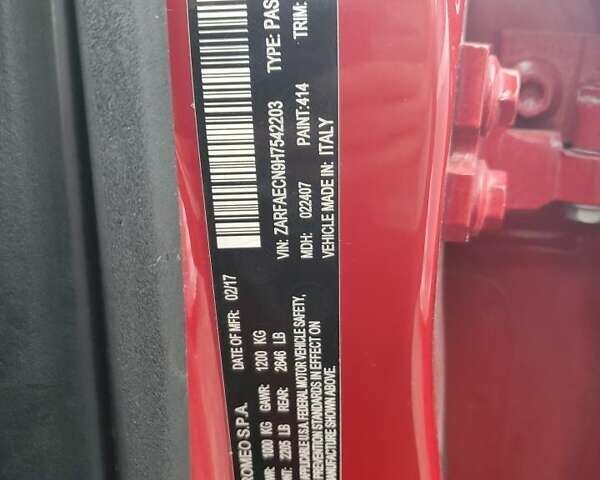 ROMEO S.P.A. DATE OF MFR: 02/17
1000 KG GAWR: 1200 KG
2205 LB REAR: 2646 LB
APPLICABLE U.S.A. FEDERAL MOTOR VEHICLE SAFETY,
PREVENTION STANDARDS IN EFFECT ON
MANUFACTURE SHOWN ABOVE.
VIN: ZARFAECN9H7542203 TYPE: PAS
MDH: 022407 PAINT: 414 TRIM:
VEHICLE MADE IN: ITALY